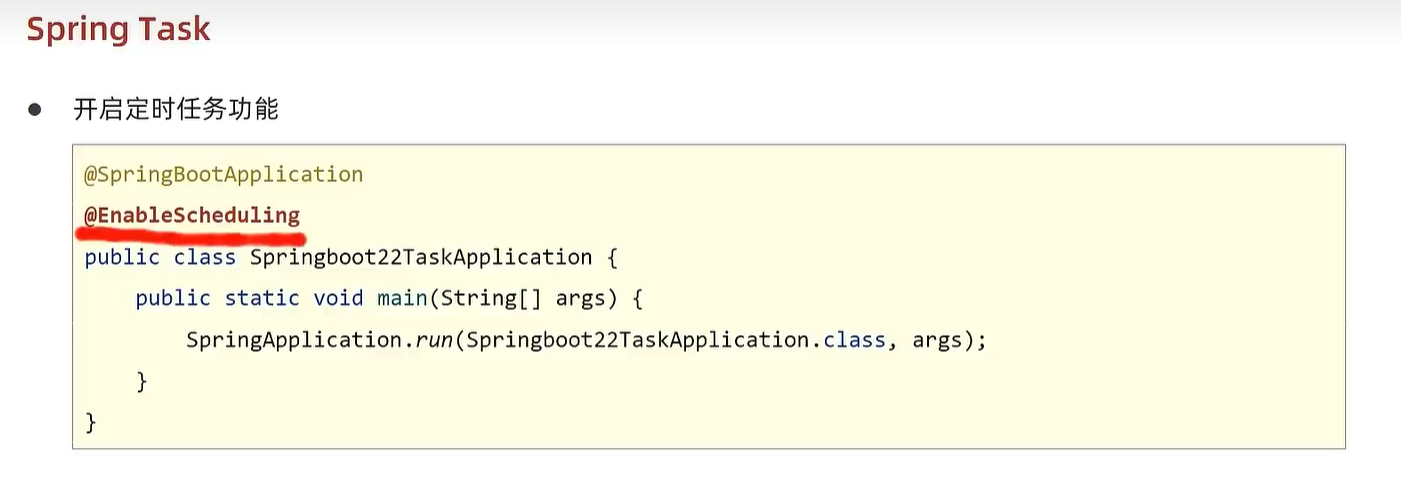 Spring Task
● 开启定时任务功能
@SpringBootApplication
@EnableScheduling
public class Springboot22TaskApplication {
    public static void main(String[] args) {
        SpringApplication.run(Springboot22TaskApplication.class, args);
    }
}